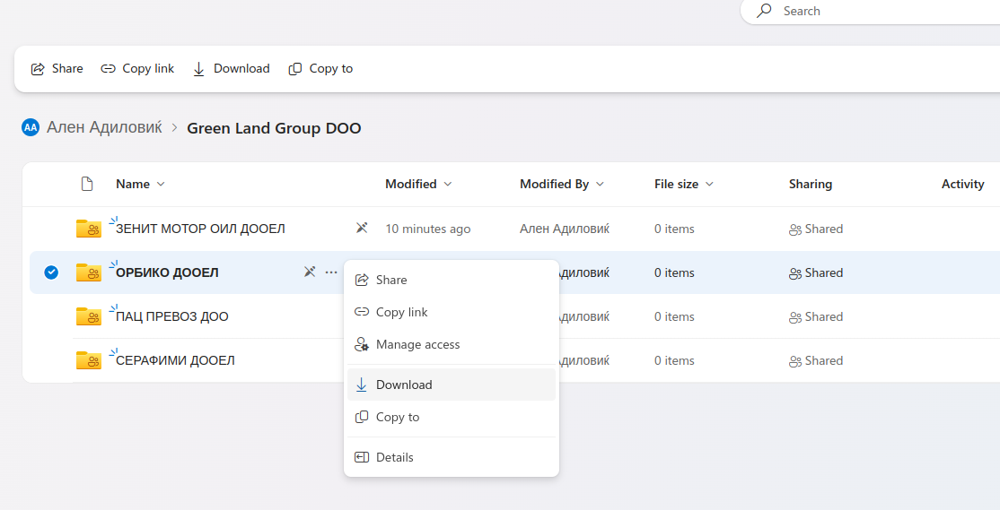 Search
Share Copy link Download Copy to
AA Ален Адиловиќ > Green Land Group DOO
Name Modified Modified By File size Sharing Activity
ЗЕНИТ МОТОР ОИЛ ДООЕЛ 10 minutes ago Ален Адиловиќ 0 items Shared
ОРБИКО ДООЕЛ ··· диловиќ 0 items Shared
ПАЦ ПРЕВОЗ ДОО диловиќ 0 items Shared
СЕРАФИМИ ДООЕЛ диловиќ 0 items Shared
Share
Copy link
Manage access
Download
Copy to
Details